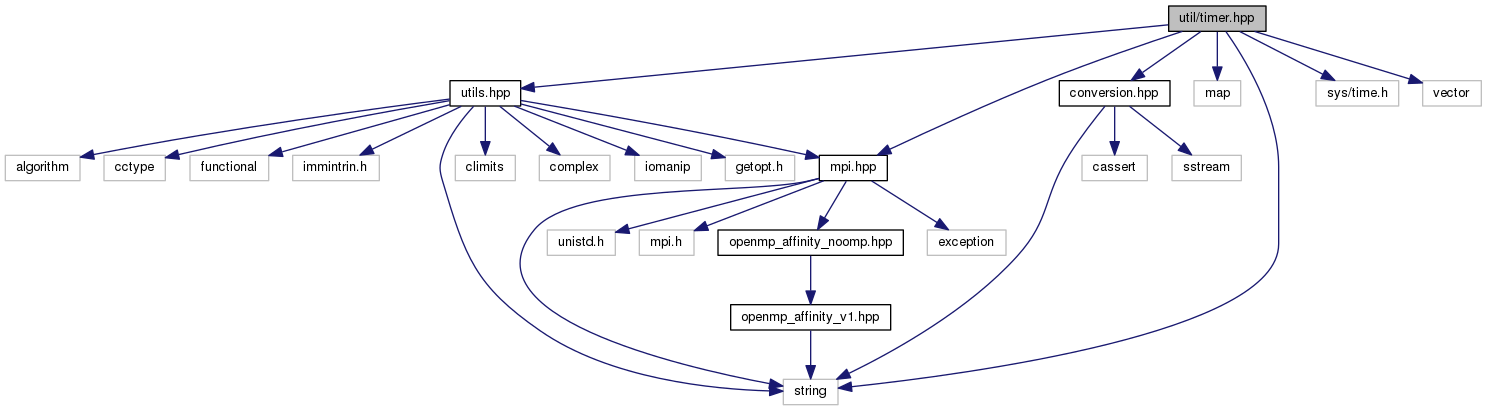 util/timer.hpp
utils.hpp
conversion.hpp
map
sys/time.h
vector
algorithm
cctype
functional
immintrin.h
climits
complex
iomanip
getopt.h
mpi.hpp
cassert
sstream
unistd.h
mpi.h
openmp_affinity_noomp.hpp
exception
openmp_affinity_v1.hpp
string